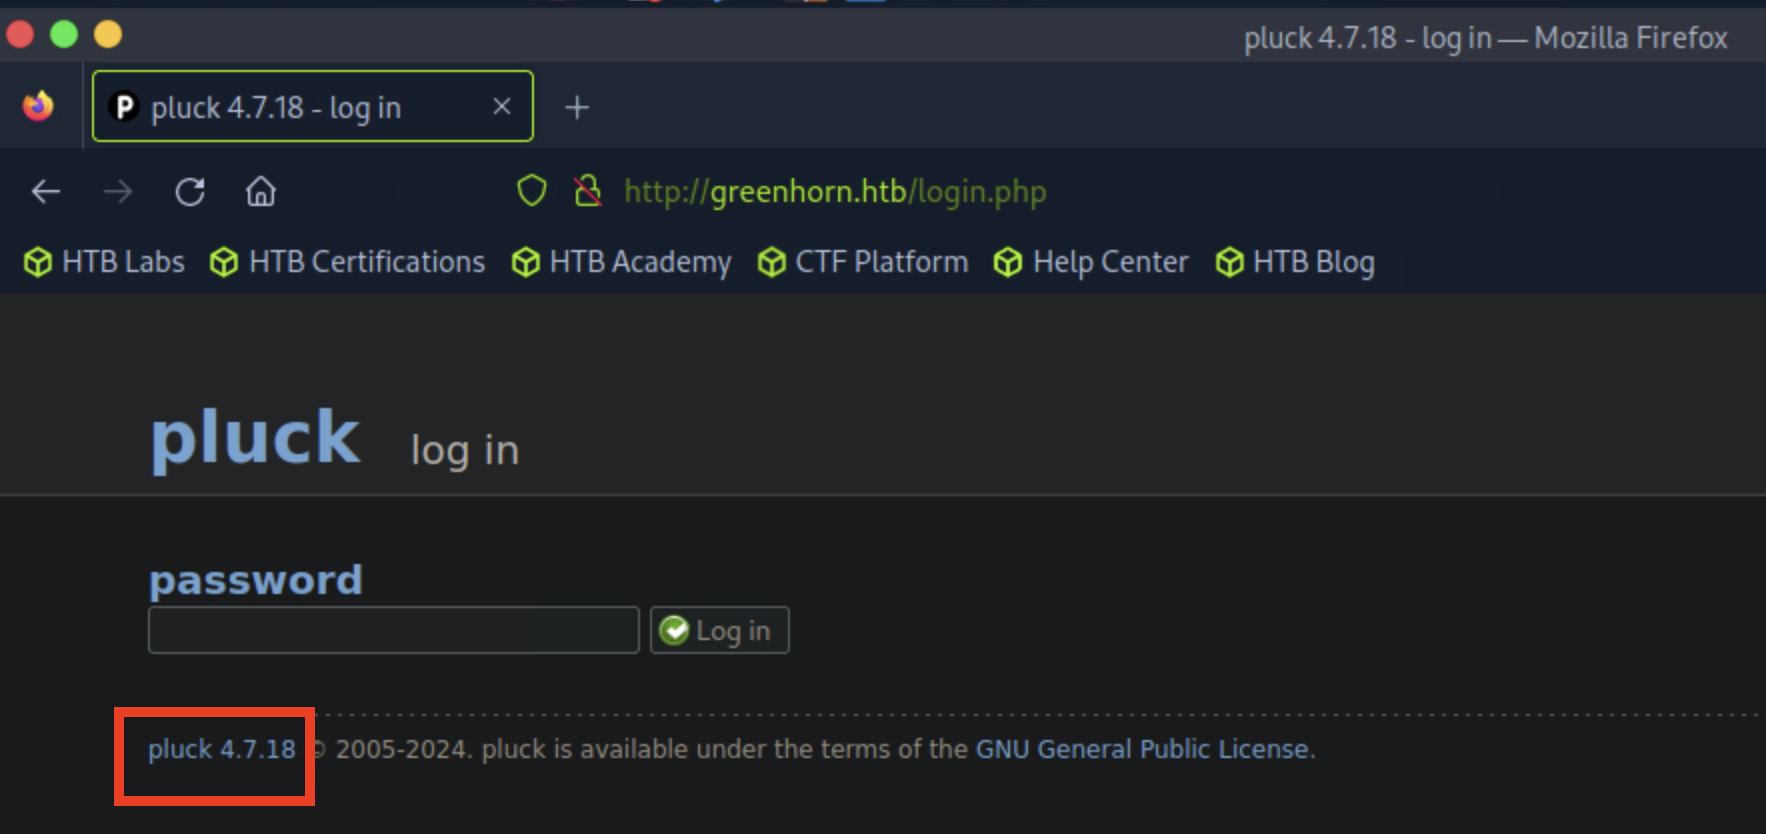 pluck 4.7.18 - log in — Mozilla Firefox
pluck 4.7.18 - log in
http://greenhorn.htb/login.php
HTB Labs HTB Certifications HTB Academy CTF Platform Help Center HTB Blog
pluck log in
password
Log in
pluck 4.7.18 © 2005-2024. pluck is available under the terms of the GNU General Public License.